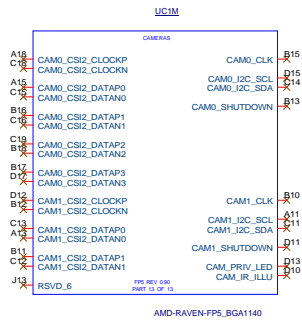 UC1M
CAMERAS
A18 CAM0_CSI2_CLOCKP CAM0_CLK B15
C18 CAM0_CSI2_CLOCKN
A15 CAM0_CSI2_DATAP0 CAM0_I2C_SCL D15
C15 CAM0_CSI2_DATAN0 CAM0_I2C_SDA C14
B16 CAM0_CSI2_DATAP1 CAM0_SHUTDOWN B13
C16 CAM0_CSI2_DATAN1
C19 CAM0_CSI2_DATAP2
B18 CAM0_CSI2_DATAN2
B17 CAM0_CSI2_DATAP3
D17 CAM0_CSI2_DATAN3
D12 CAM1_CSI2_CLOCKP CAM1_CLK B10
B12 CAM1_CSI2_CLOCKN
C13 CAM1_CSI2_DATAP0 CAM1_I2C_SCL A11
A13 CAM1_CSI2_DATAN0 CAM1_I2C_SDA C11
B11 CAM1_CSI2_DATAP1 CAM1_SHUTDOWN D11
C12 CAM1_CSI2_DATAN1 CAM_PRIV_LED D13
CAM_IR_ILLU D10
J13 RSVD_6
FP5 REV 0.90
PART 13 OF 13
AMD-RAVEN-FP5_BGA1140